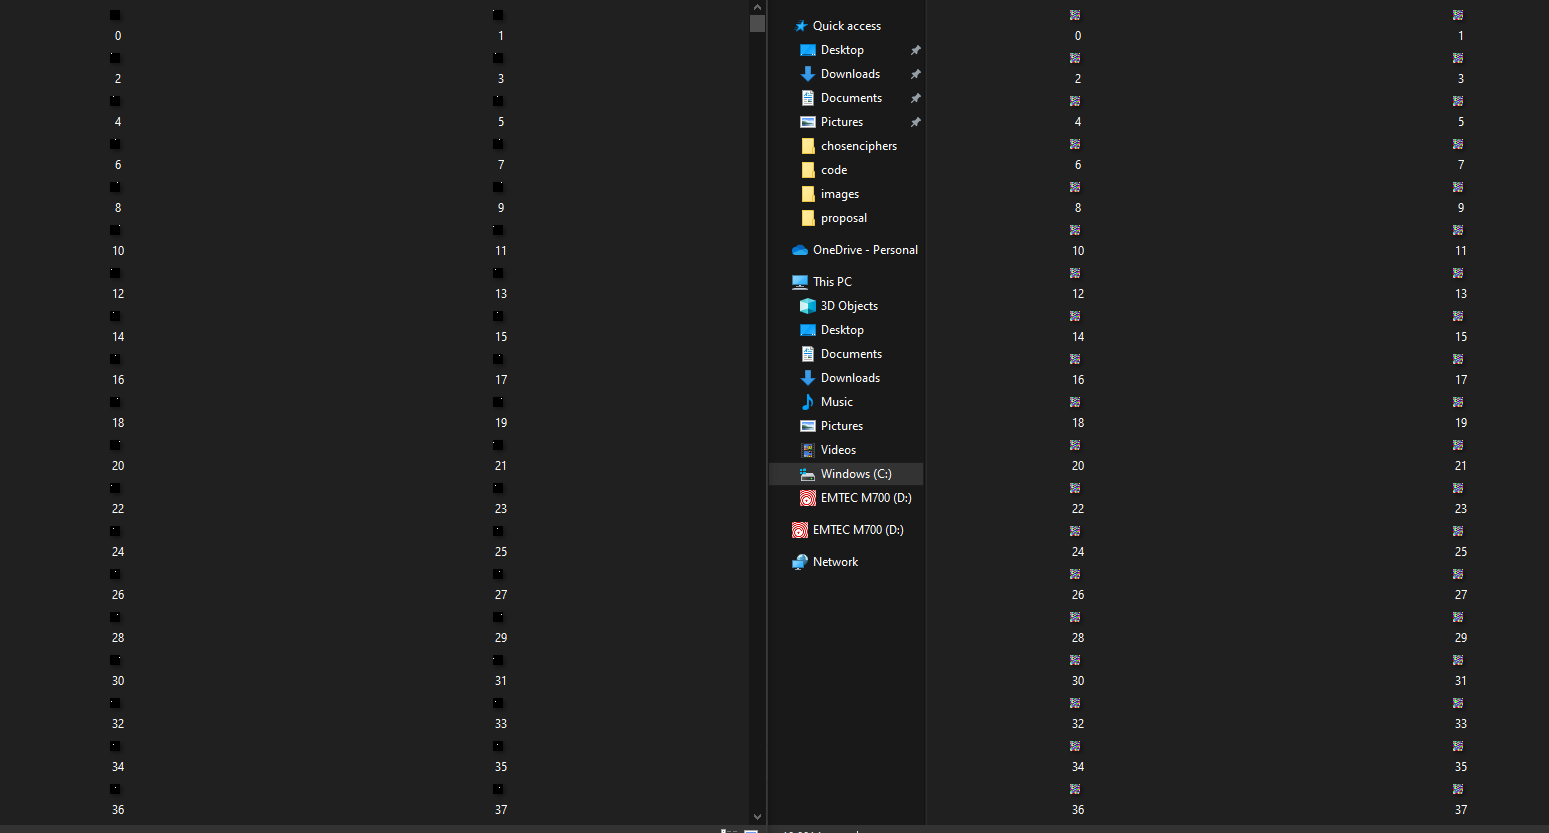 0 1
2 3
4 5
6 7
8 9
10 11
12 13
14 15
16 17
18 19
20 21
22 23
24 25
26 27
28 29
30 31
32 33
34 35
36 37
Quick access
Desktop
Downloads
Documents
Pictures
chosenciphers
code
images
proposal
OneDrive - Personal
This PC
3D Objects
Desktop
Documents
Downloads
Music
Pictures
Videos
Windows (C:)
EMTEC M700 (D:)
EMTEC M700 (D:)
Network
0 1
2 3
4 5
6 7
8 9
10 11
12 13
14 15
16 17
18 19
20 21
22 23
24 25
26 27
28 29
30 31
32 33
34 35
36 37